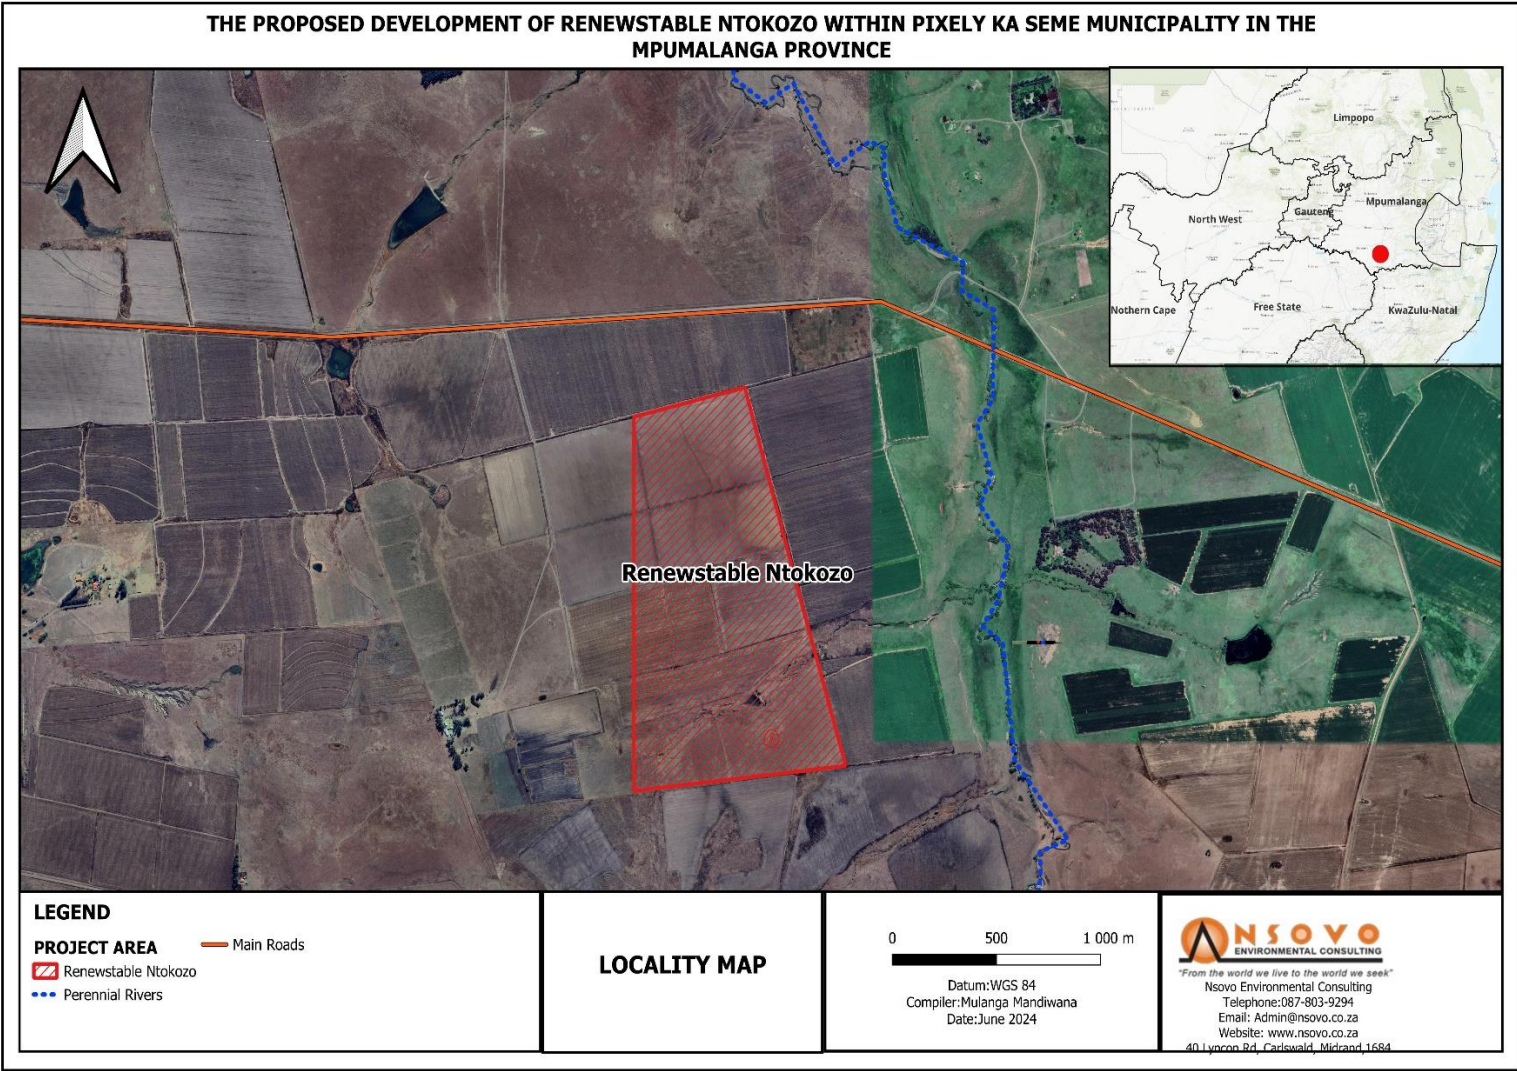 THE PROPOSED DEVELOPMENT OF RENEWSTABLE NTOKOZO WITHIN PIXELY KA SEME MUNICIPALITY IN THE
MPUMALANGA PROVINCE
Limpopo
Mpumalanga
Gauteng
North West
Free State
KwaZulu-Natal
Nothern Cape
Renewstable Ntokozo
LEGEND
PROJECT AREA
Main Roads
Renewstable Ntokozo
Perennial Rivers
LOCALITY MAP
0 500 1 000 m
Datum:WGS 84
Compiler:Mulanga Mandiwana
Date:June 2024
NSOVO
ENVIRONMENTAL CONSULTING
"From the world we live to the world we seek"
Nsovo Environmental Consulting
Telephone:087-803-9294
Email: Admin@nsovo.co.za
Website: www.nsovo.co.za
40 Lyncon Rd, Carlswald, Midrand,1684